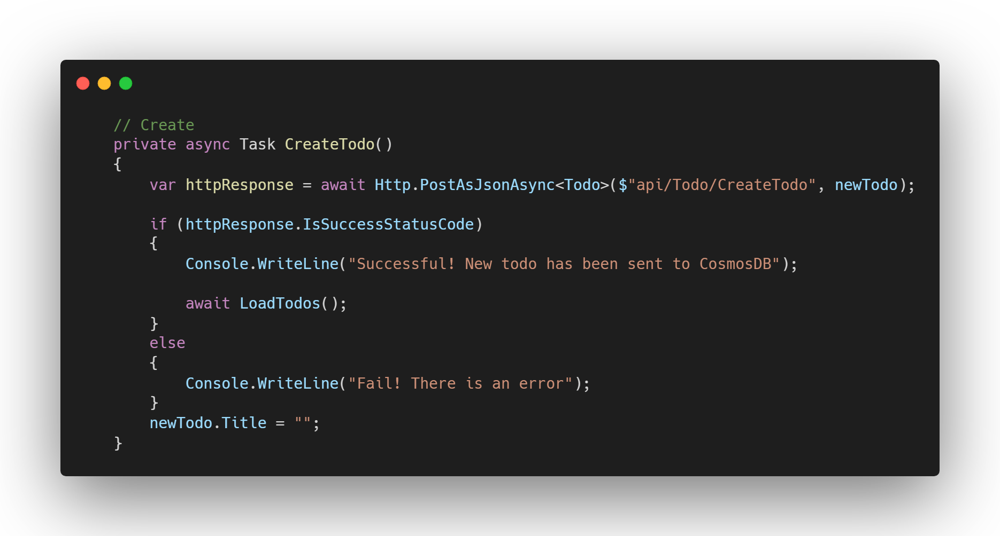 // Create
private async Task CreateTodo()
{
var httpResponse = await Http.PostAsJsonAsync<Todo>($"api/Todo/CreateTodo", newTodo);
if (httpResponse.IsSuccessStatusCode)
{
Console.WriteLine("Successful! New todo has been sent to CosmosDB");
await LoadTodos();
}
else
{
Console.WriteLine("Fail! There is an error");
}
newTodo.Title = "";
}